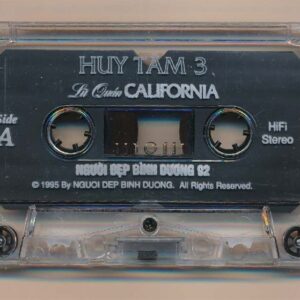 HUY TÂM 3
Lá Quán CALIFORNIA
Side A
HiFi Stereo
NGƯỜI ĐẸP BÌNH DƯƠNG 92
© 1995 By NGUOI DEP BINH DUONG. All Rights Reserved.